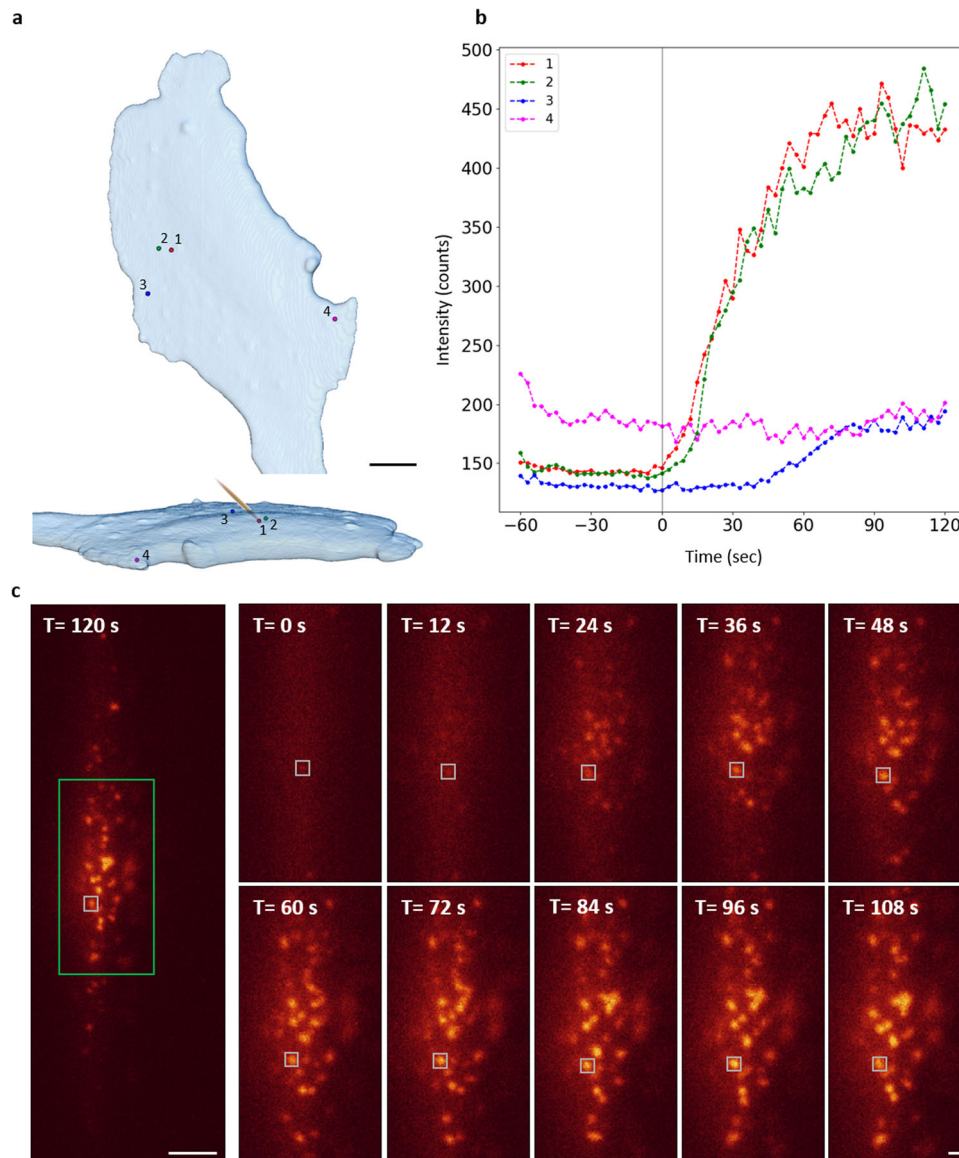 a
2 1
3
4
3
1 2
4
b
500
450
400
350
300
250
200
150
Intensity (counts)
1
2
3
4
−60 −30 0 30 60 90 120
Time (sec)
c
T= 120 s
T= 0 s T= 12 s T= 24 s T= 36 s T= 48 s
T= 60 s T= 72 s T= 84 s T= 96 s T= 108 s